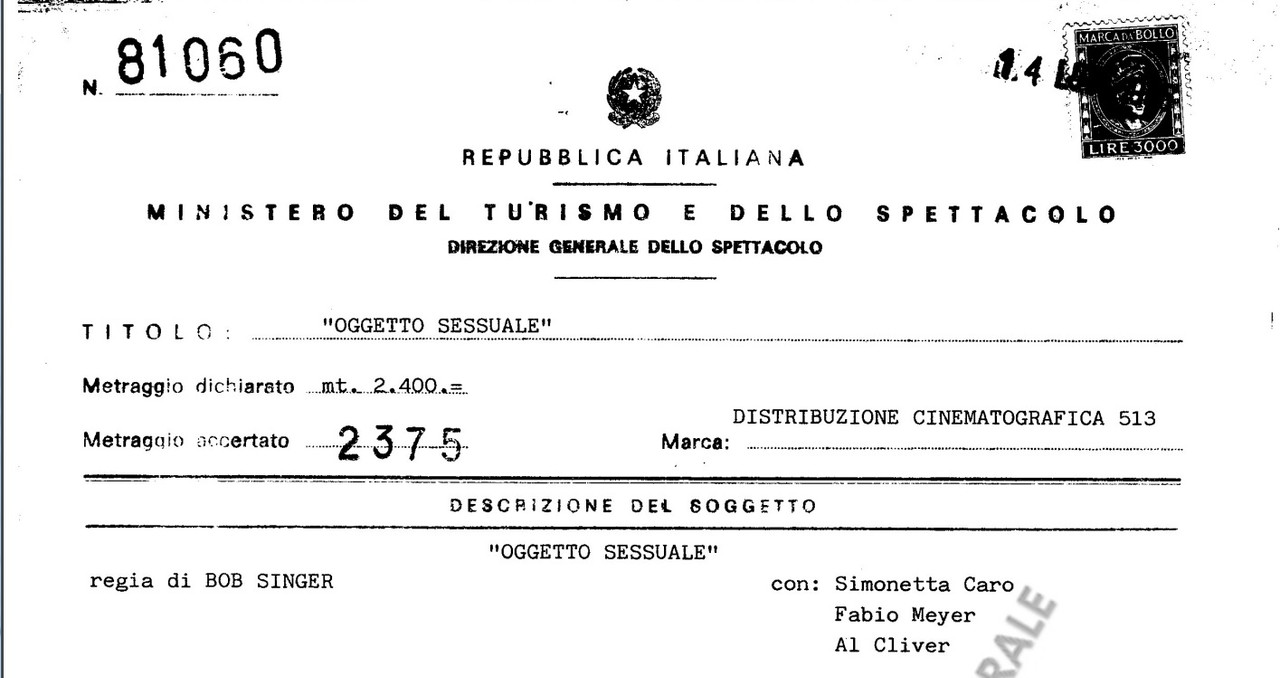 N. 81060
MARCA DA BOLLO
LIRE 3000
REPUBBLICA ITALIANA
MINISTERO DEL TURISMO E DELLO SPETTACOLO
DIREZIONE GENERALE DELLO SPETTACOLO
TITOLO: "OGGETTO SESSUALE"
Metraggio dichiarato mt. 2.400.=
DISTRIBUZIONE CINEMATOGRAFICA 513
Metraggio accertato 2375 Marca:
DESCRIZIONE DEL SOGGETTO
"OGGETTO SESSUALE"
regia di BOB SINGER con: Simonetta Caro
Fabio Meyer
Al Cliver